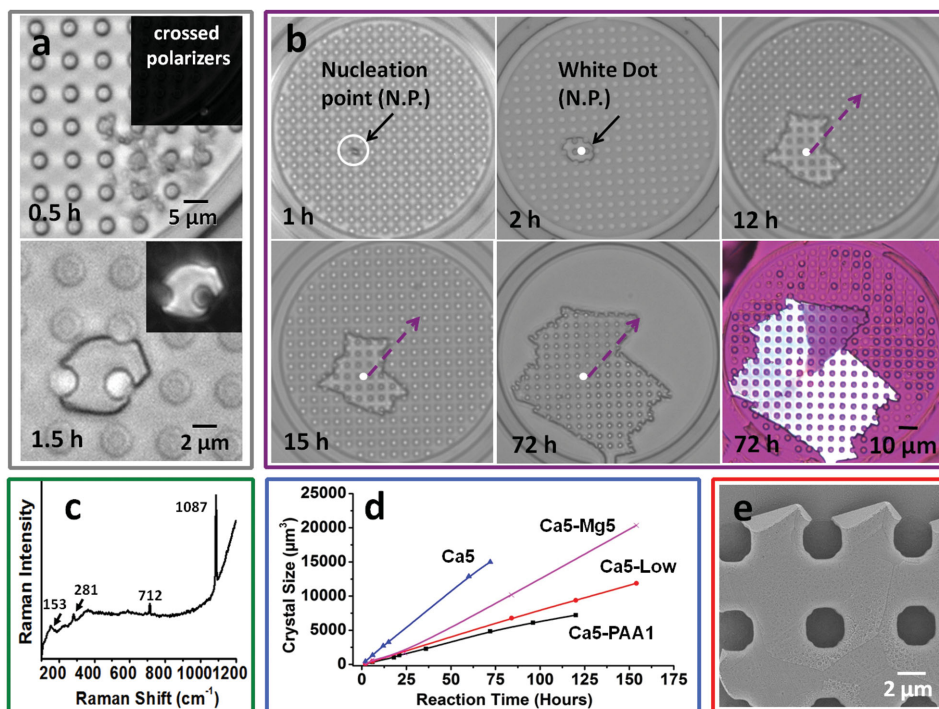 a
crossed
polarizers
0.5 h
5 µm
1.5 h
2 µm
b
Nucleation
point (N.P.)
1 h
White Dot
(N.P.)
2 h
12 h
15 h
72 h
72 h
10 µm
c
Raman Intensity
1087
153
281
712
200 400 600 800 1000 1200
Raman Shift (cm⁻¹)
d
Crystal Size (µm³)
25000
20000
15000
10000
5000
0
Ca5
Ca5-Mg5
Ca5-Low
Ca5-PAA1
0 25 50 75 100 125 150 175
Reaction Time (Hours)
e
2 µm